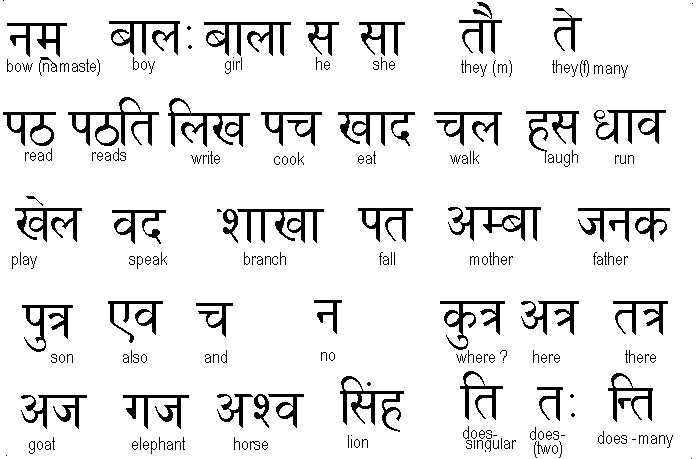 नम बालः बाला स सा तौ ते
bow (namaste) boy girl he she they (m) they(f) many
पठ पठति लिख पच खाद चल हस धाव
read reads write cook eat walk laugh run
खेल वद शाखा पत अम्बा जनक
play speak branch fall mother father
पुत्र एव च न कुत्र अत्र तत्र
son also and no where ? here there
अज गज अश्व सिंह ति तः न्ति
goat elephant horse lion does-singular does-(two) does -many